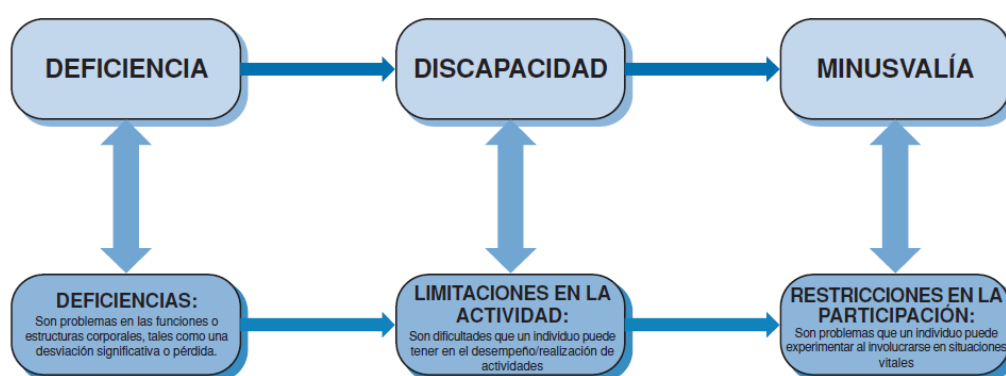 DEFICIENCIA
DISCAPACIDAD
MINUSVALÍA
DEFICIENCIAS:
Son problemas en las funciones o
estructuras corporales, tales como una
desviación significativa o pérdida.
LIMITACIONES EN LA
ACTIVIDAD:
Son dificultades que un individuo puede
tener en el desempeño/realización de
actividades
RESTRICCIONES EN LA
PARTICIPACIÓN:
Son problemas que un individuo puede
experimentar al involucrarse en situaciones
vitales